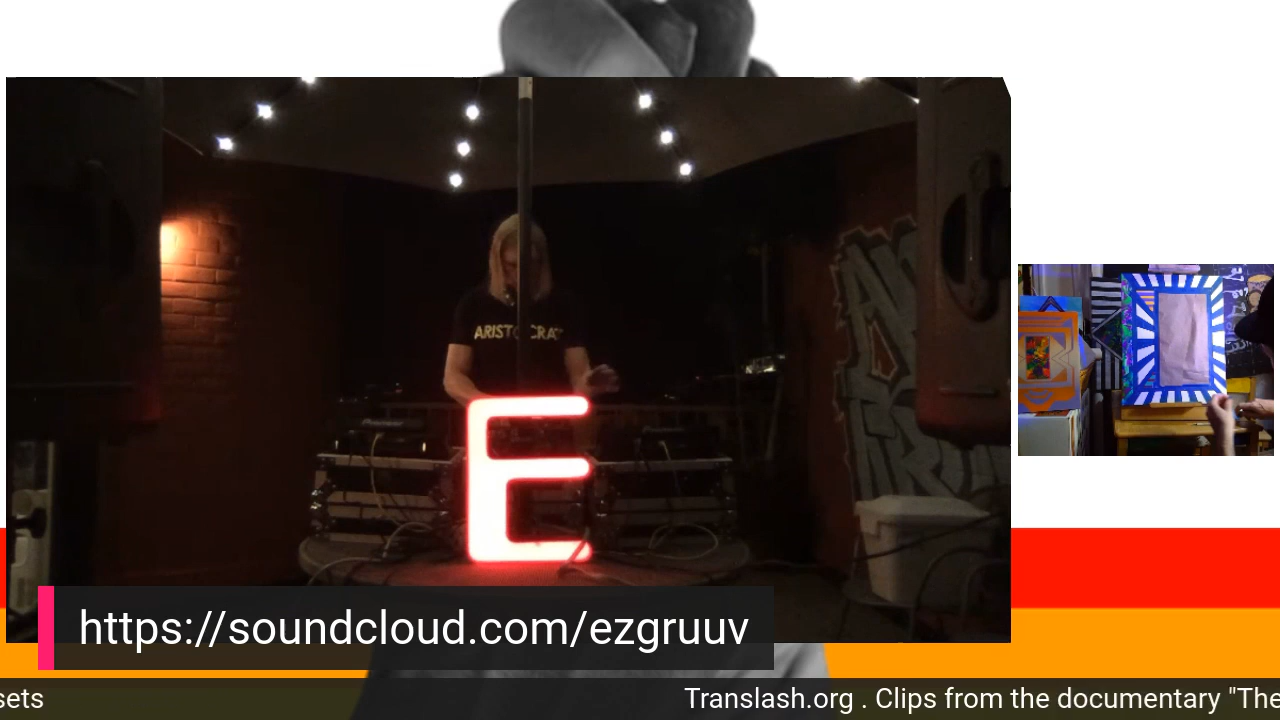 ARISTOCRAT
E
https://soundcloud.com/ezgruuv
sets
Translash.org . Clips from the documentary "The